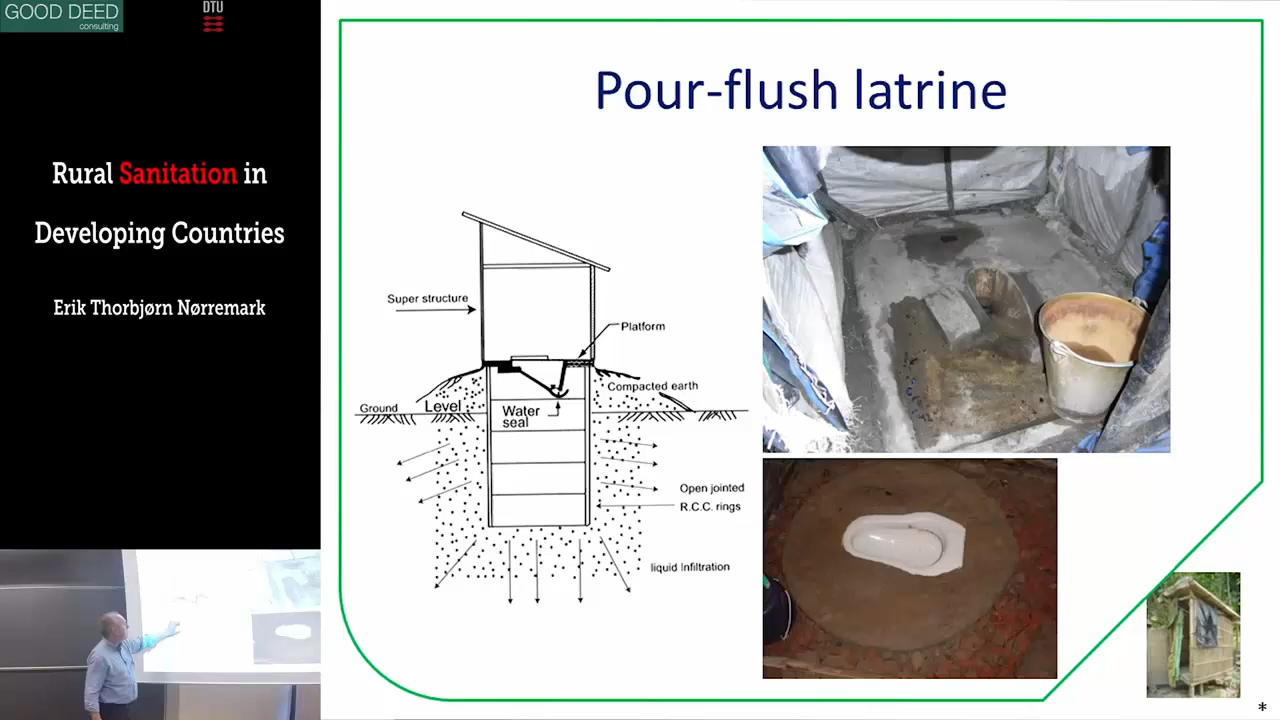 GOOD DEED
consulting
DTU
Rural Sanitation in
Developing Countries
Erik Thorbjørn Nørremark
Pour-flush latrine
Super structure
Platform
Compacted earth
Ground
Level
Water
seal
Open jointed
R.C.C. rings
liquid Infiltration
*